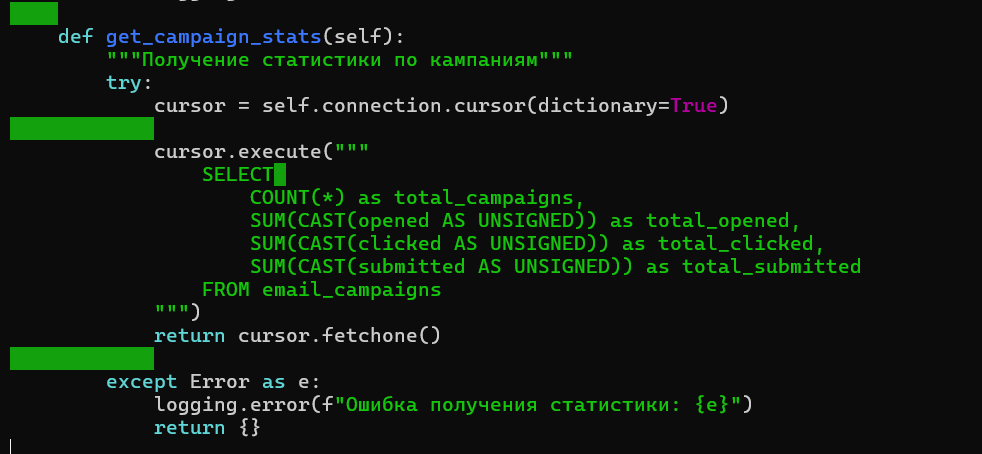 def get_campaign_stats(self):
"""Получение статистики по кампаниям"""
try:
cursor = self.connection.cursor(dictionary=True)
cursor.execute("""
SELECT
COUNT(*) as total_campaigns,
SUM(CAST(opened AS UNSIGNED)) as total_opened,
SUM(CAST(clicked AS UNSIGNED)) as total_clicked,
SUM(CAST(submitted AS UNSIGNED)) as total_submitted
FROM email_campaigns
""")
return cursor.fetchone()
except Error as e:
logging.error(f"Ошибка получения статистики: {e}")
return {}